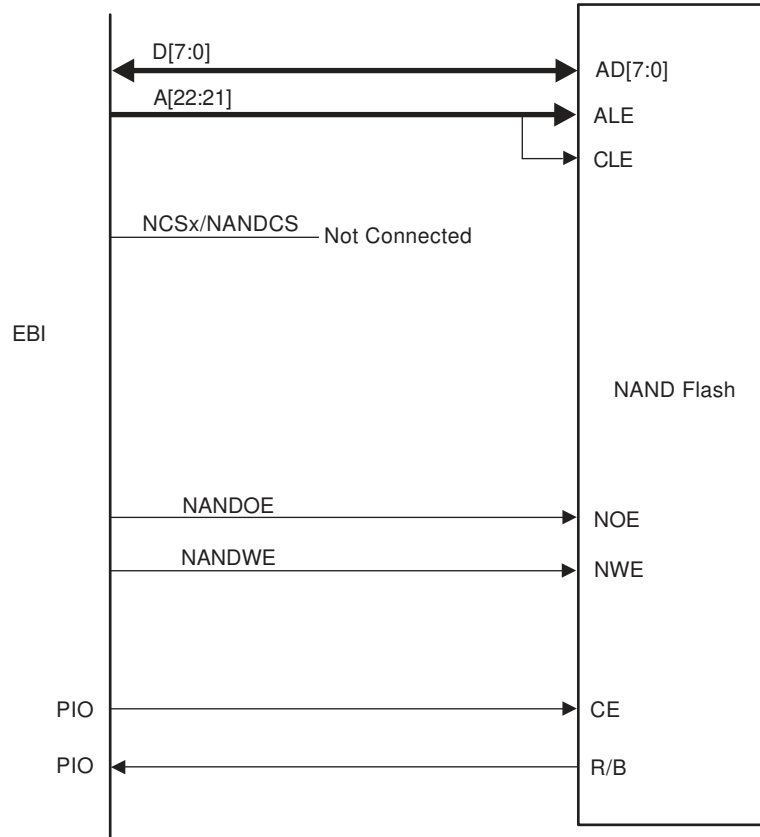 D[7:0]
AD[7:0]
A[22:21]
ALE
CLE
NCSx/NANDCS
Not Connected
EBI
NAND Flash
NANDOE
NOE
NANDWE
NWE
PIO
CE
PIO
R/B